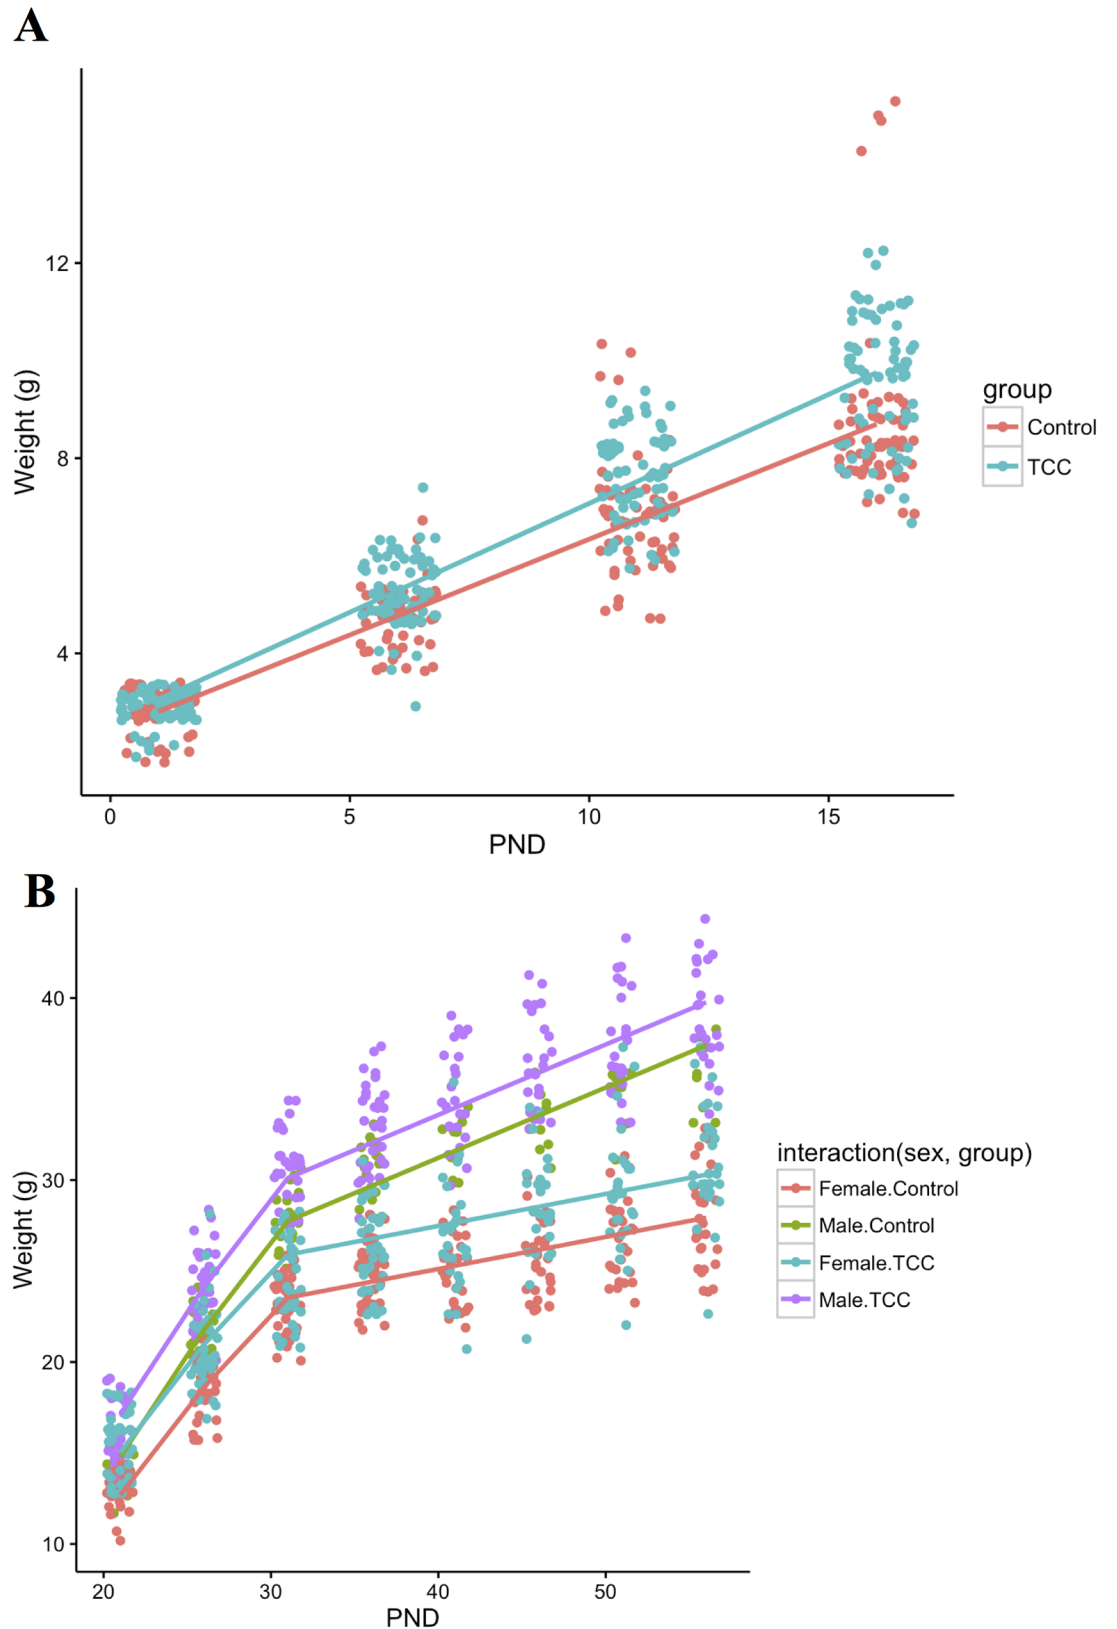 A
Weight (g)
12
8
4
0 5 10 15
PND
group
Control
TCC
B
Weight (g)
40
30
20
10
20 30 40 50
PND
interaction(sex, group)
Female.Control
Male.Control
Female.TCC
Male.TCC